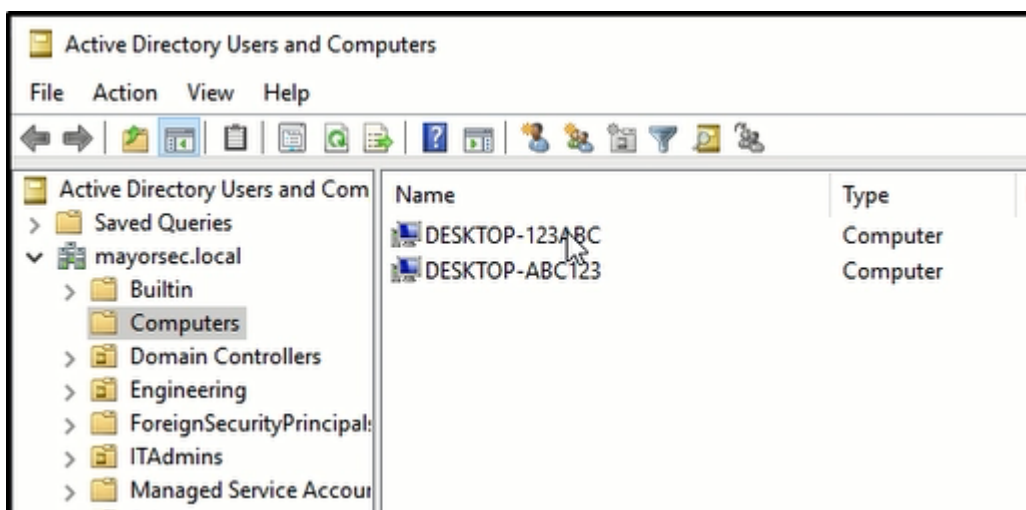 Active Directory Users and Computers
File Action View Help
Active Directory Users and Com
Saved Queries
mayorsec.local
Builtin
Computers
Domain Controllers
Engineering
ForeignSecurityPrincipals
ITAdmins
Managed Service Accour
Name Type
DESKTOP-123ABC Computer
DESKTOP-ABC123 Computer